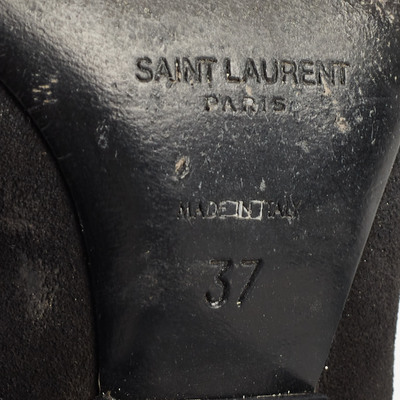 SAINT LAURENT
PARIS
MADE IN ITALY
37